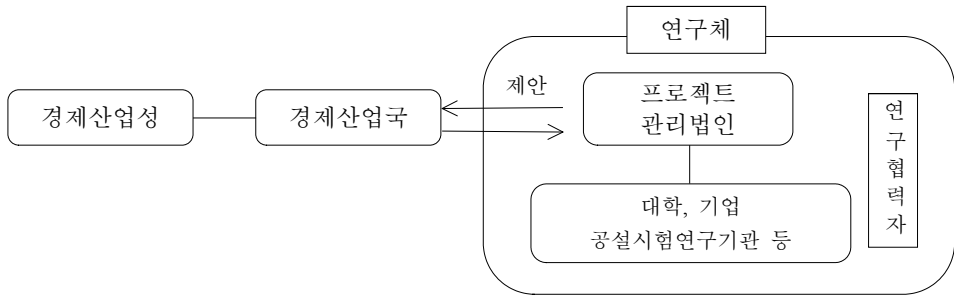 연구체
경제산업성
경제산업국
제안
프로젝트
관리법인
대학, 기업
공설시험연구기관 등
연구협력자